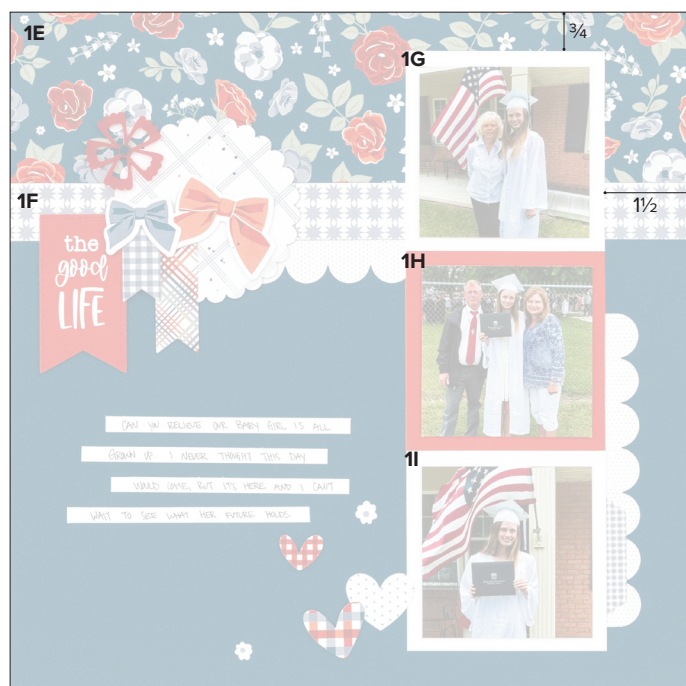 1E
3/4
1G
1F
1½
the
good
LIFE
1H
CAN YOU BELIEVE OUR BABY GIRL IS ALL
GROWN UP. I NEVER THOUGHT THIS DAY
WOULD COME, BUT IT'S HERE AND I CAN'T
WAIT TO SEE WHAT HER FUTURE HOLDS.
1I